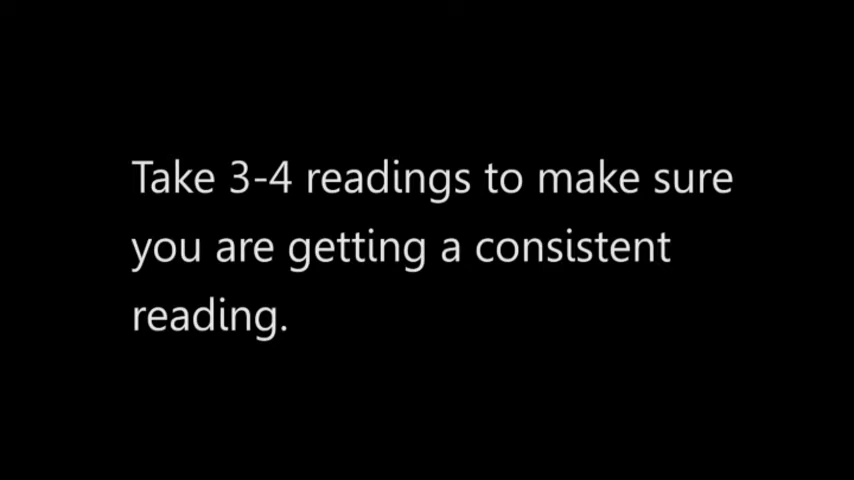 Take 3-4 readings to make sure
you are getting a consistent
reading.